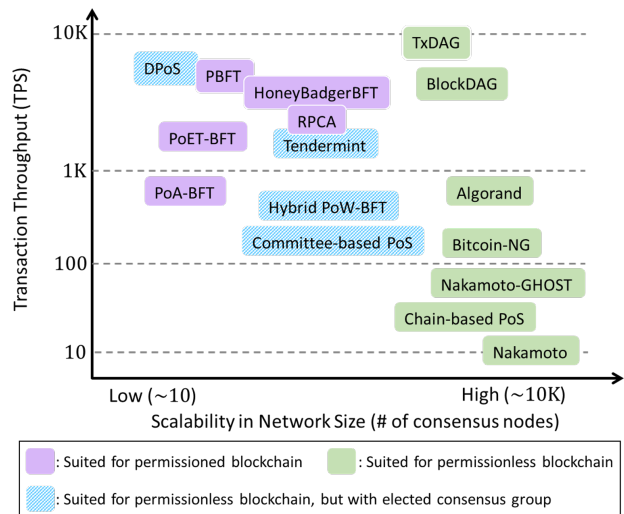 Transaction Throughput (TPS)
10K
TxDAG
DPoS
PBFT
BlockDAG
HoneyBadgerBFT
RPCA
PoET-BFT
Tendermint
1K
PoA-BFT
Algorand
Hybrid PoW-BFT
Committee-based PoS
Bitcoin-NG
100
Nakamoto-GHOST
Chain-based PoS
10
Nakamoto
Low (~10)
High (~10K)
Scalability in Network Size (# of consensus nodes)
: Suited for permissioned blockchain
: Suited for permissionless blockchain
: Suited for permissionless blockchain, but with elected consensus group